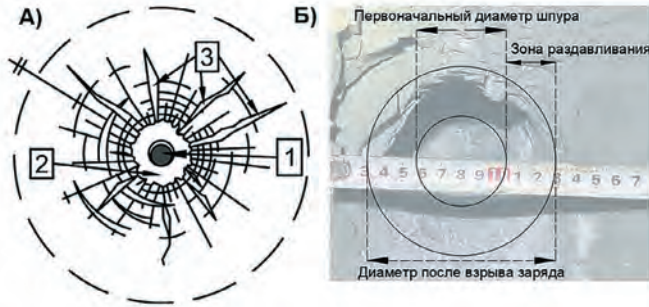 А)
3
2
1
Б)
Первоначальный диаметр шпура
Зона раздавливания
3 4 5 6 7 8 9 1 2 3 4 5 6 7
Диаметр после взрыва заряда